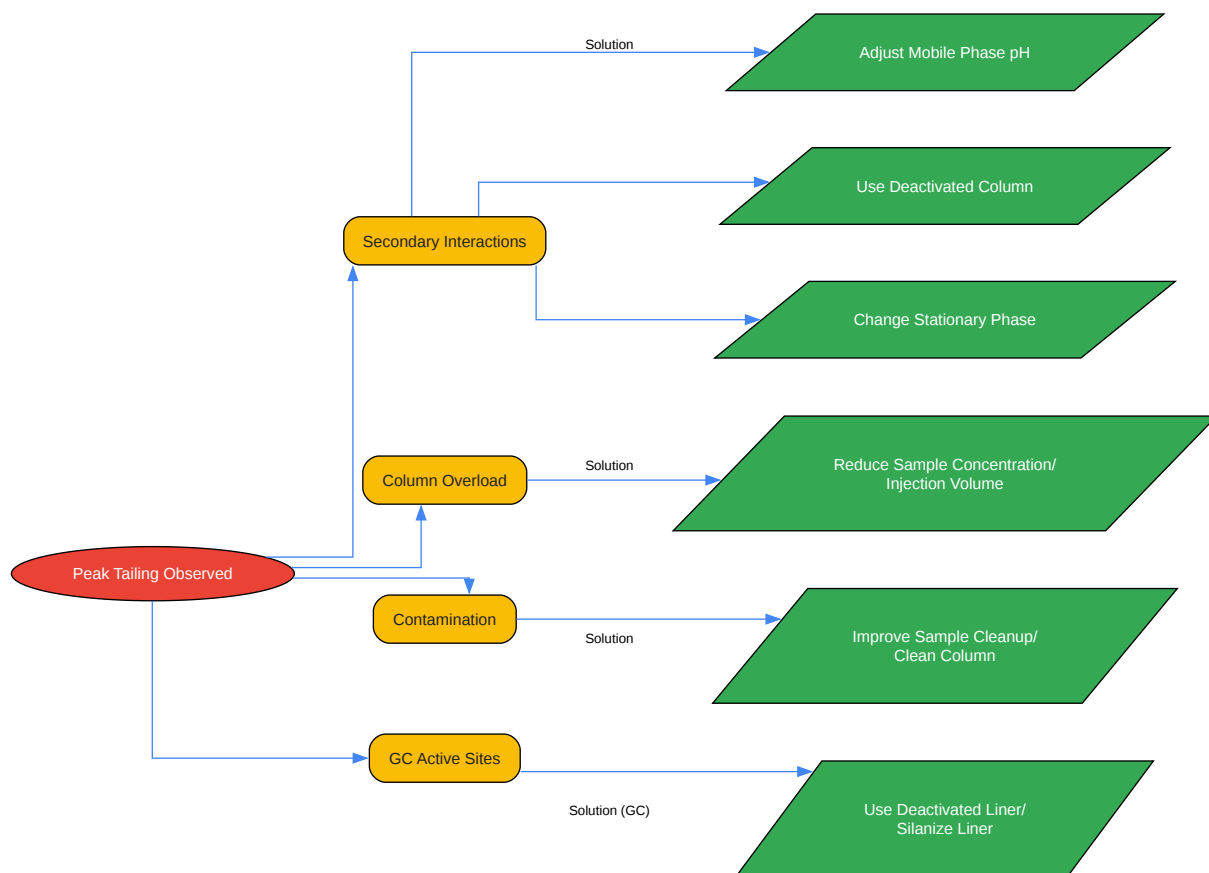 Solution
Adjust Mobile Phase pH
Use Deactivated Column
Secondary Interactions
Change Stationary Phase
Column Overload
Solution
Reduce Sample Concentration/
Injection Volume
Peak Tailing Observed
Contamination
Solution
Improve Sample Cleanup/
Clean Column
GC Active Sites
Solution (GC)
Use Deactivated Liner/
Silanize Liner